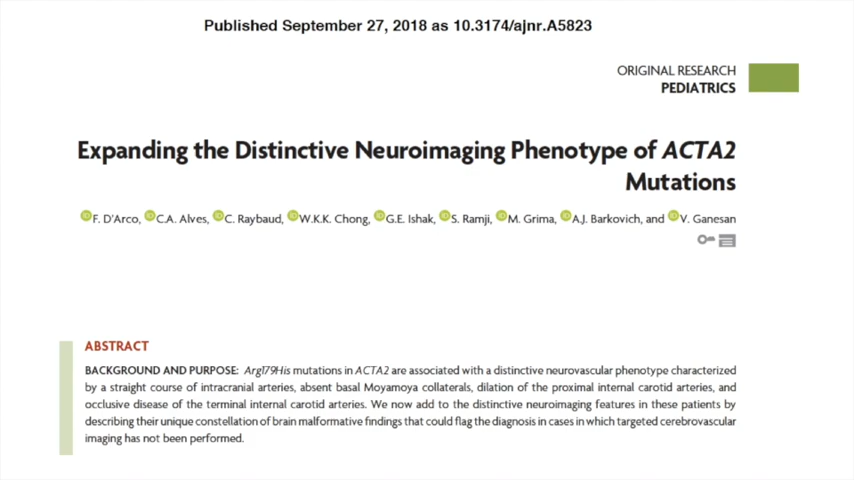 Published September 27, 2018 as 10.3174/ajnr.A5823
ORIGINAL RESEARCH
PEDIATRICS
Expanding the Distinctive Neuroimaging Phenotype of ACTA2
Mutations
F. D'Arco, C.A. Alves, C. Raybaud, W.K.K. Chong, G.E. Ishak, S. Ramji, M. Grima, A.J. Barkovich, and V. Ganesan
ABSTRACT
BACKGROUND AND PURPOSE: Arg179His mutations in ACTA2 are associated with a distinctive neurovascular phenotype characterized
by a straight course of intracranial arteries, absent basal Moyamoya collaterals, dilation of the proximal internal carotid arteries, and
occlusive disease of the terminal internal carotid arteries. We now add to the distinctive neuroimaging features in these patients by
describing their unique constellation of brain malformative findings that could flag the diagnosis in cases in which targeted cerebrovascular
imaging has not been performed.